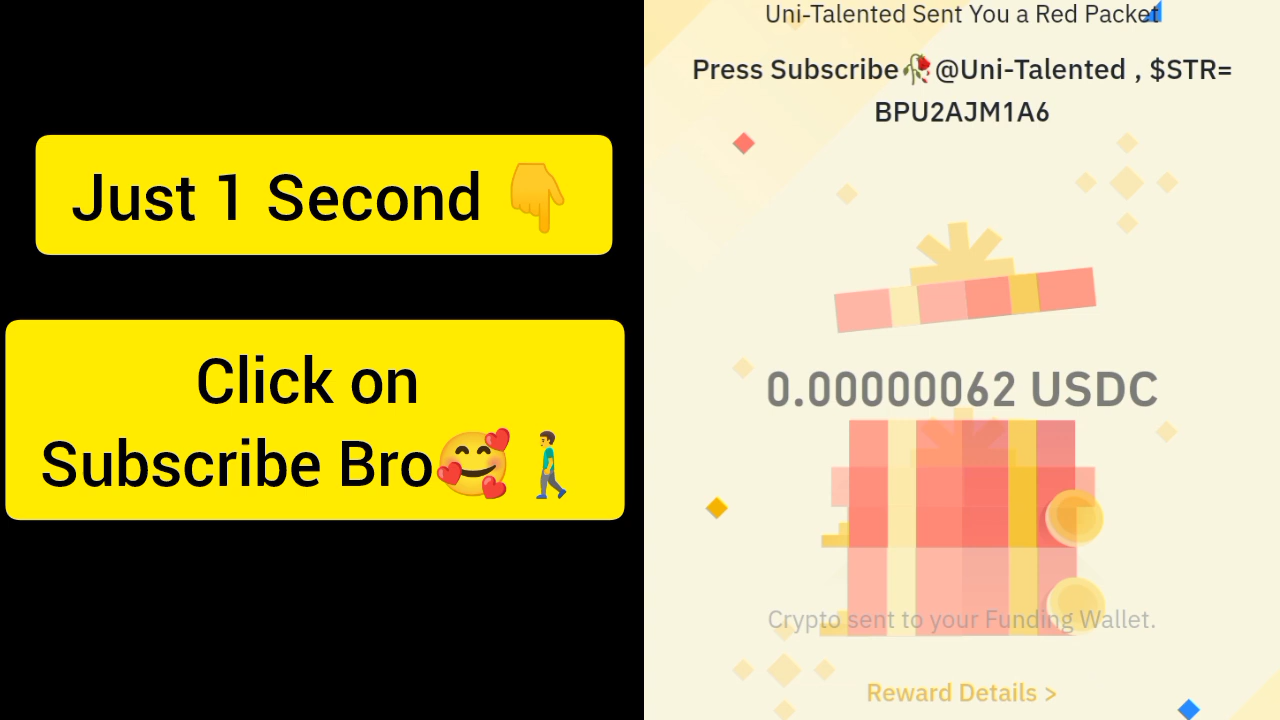 Just 1 Second 👇
Click on
Subscribe Bro🥰🚶‍♂️
Uni-Talented Sent You a Red Packet
Press Subscribe🥀@Uni-Talented , $STR=
BPU2AJM1A6
0.00000062 USDC
Crypto sent to your Funding Wallet.
Reward Details >